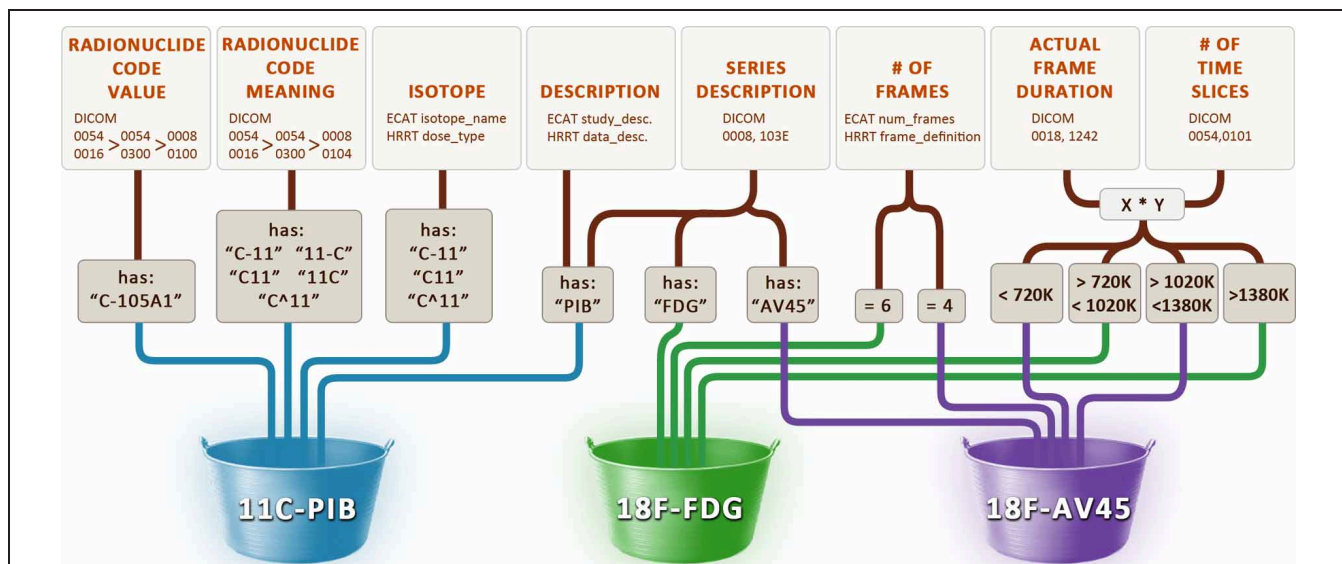 RADIONUCLIDE
CODE
VALUE
DICOM
0054 > 0054 > 0008
0016 0300 0100
RADIONUCLIDE
CODE
MEANING
DICOM
0054 > 0054 > 0008
0016 0300 0104
ISOTOPE
ECAT isotope_name
HRRT dose_type
DESCRIPTION
ECAT study_desc.
HRRT data_desc.
SERIES
DESCRIPTION
DICOM
0008, 103E
# OF
FRAMES
ECAT num_frames
HRRT frame_definition
ACTUAL
FRAME
DURATION
DICOM
0018, 1242
# OF
TIME
SLICES
DICOM
0054,0101
X * Y
has:
“C-105A1”
has:
“C-11” “11-C”
“C11” “11C”
“C^11”
has:
“C-11”
“C11”
“C^11”
has:
“PIB”
has:
“FDG”
has:
“AV45”
= 6
= 4
< 720K
> 720K
< 1020K
> 1020K
<1380K
>1380K
11C-PIB
18F-FDG
18F-AV45